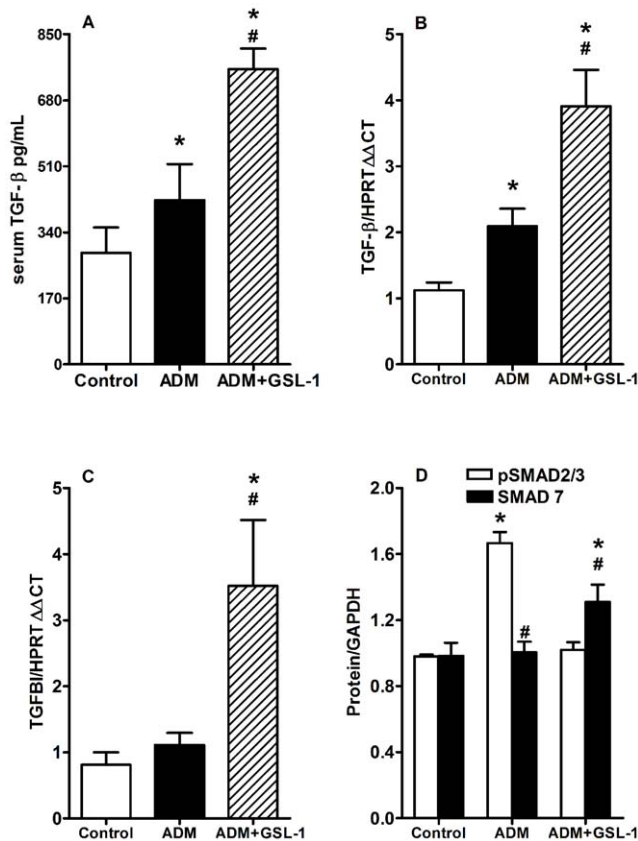 A
serum TGF-β pg/mL
850
680
510
340
170
0
*
*
#
Control ADM ADM+GSL-1
B
TGF-β/HPRT ΔΔCT
5
4
3
2
1
0
*
*
#
Control ADM ADM+GSL-1
C
TGFBI/HPRT ΔΔCT
5
4
3
2
1
0
*
#
Control ADM ADM+GSL-1
D
pSMAD2/3
SMAD 7
Protein/GAPDH
2.0
1.6
1.2
0.8
0.4
0.0
*
#
*
#
Control ADM ADM+GSL-1